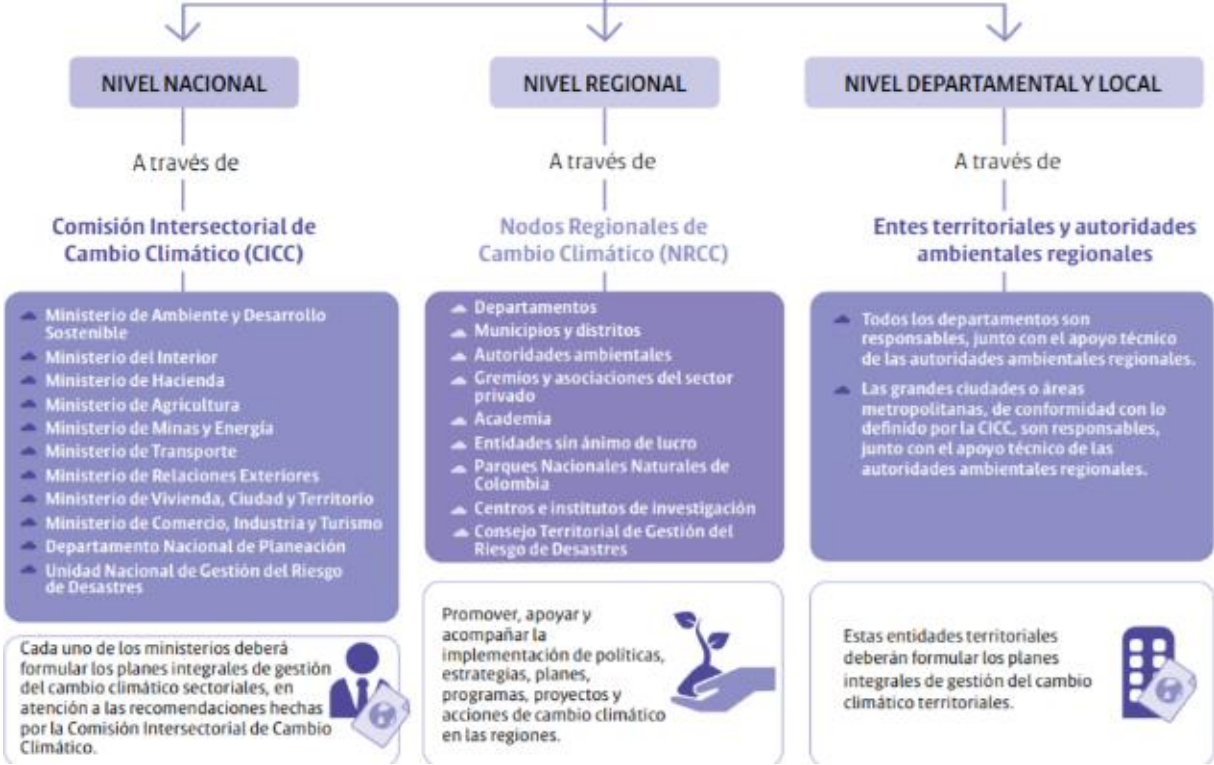 NIVEL NACIONAL
A través de
Comisión Intersectorial de
Cambio Climático (CICC)
Ministerio de Ambiente y Desarrollo
Sostenible
Ministerio del Interior
Ministerio de Hacienda
Ministerio de Agricultura
Ministerio de Minas y Energía
Ministerio de Transporte
Ministerio de Relaciones Exteriores
Ministerio de Vivienda, Ciudad y Territorio
Ministerio de Comercio, Industria y Turismo
Departamento Nacional de Planeación
Unidad Nacional de Gestión del Riesgo
de Desastres
Cada uno de los ministerios deberá
formular los planes integrales de gestión
del cambio climático sectoriales, en
atención a las recomendaciones hechas
por la Comisión Intersectorial de Cambio
Climático.
NIVEL REGIONAL
A través de
Nodos Regionales de
Cambio Climático (NRCC)
Departamentos
Municipios y distritos
Autoridades ambientales
Gremios y asociaciones del sector
privado
Academia
Entidades sin ánimo de lucro
Parques Nacionales Naturales de
Colombia
Centros e institutos de investigación
Consejo Territorial de Gestión del
Riesgo de Desastres
Promover, apoyar y
acompañar la
implementación de políticas,
estrategias, planes,
programas, proyectos y
acciones de cambio climático
en las regiones.
NIVEL DEPARTAMENTAL Y LOCAL
A través de
Entes territoriales y autoridades
ambientales regionales
Todos los departamentos son
responsables, junto con el apoyo técnico
de las autoridades ambientales regionales.
Las grandes ciudades o áreas
metropolitanas, de conformidad con lo
definido por la CICC, son responsables,
junto con el apoyo técnico de las
autoridades ambientales regionales.
Estas entidades territoriales
deberán formular los planes
integrales de gestión del cambio
climático territoriales.